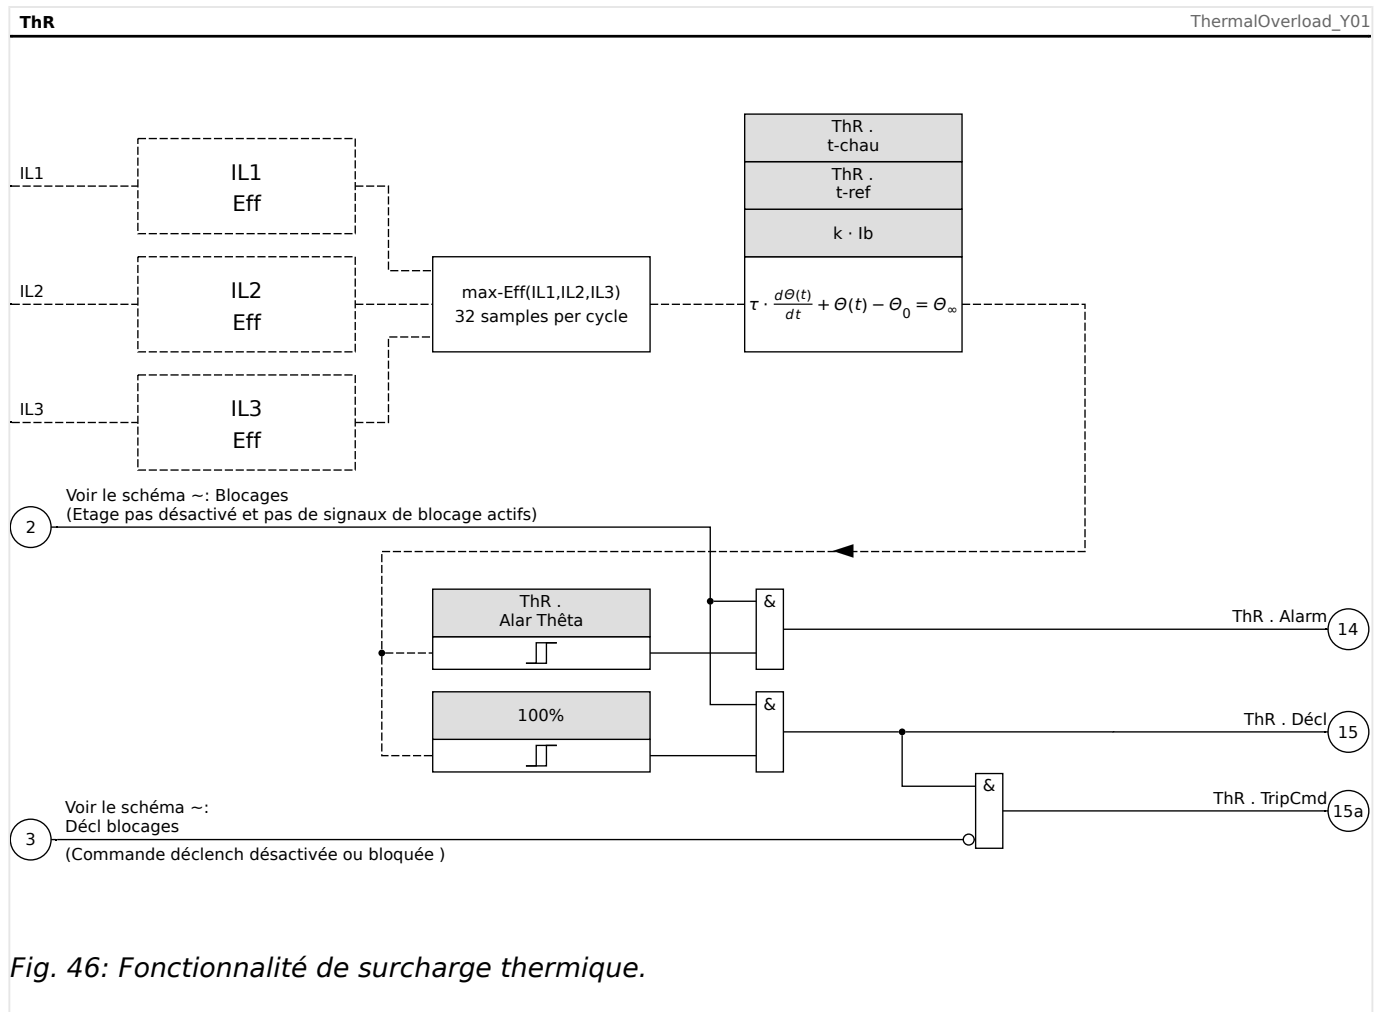 ThR
ThermalOverload_Y01
ThR .
t-chau
ThR .
t-ref
k · Ib
IL1
IL1
Eff
IL2
IL2
Eff
max-Eff(IL1,IL2,IL3)
32 samples per cycle
τ · dΘ(t)/dt + Θ(t) − Θ₀ = Θ∞
IL3
IL3
Eff
Voir le schéma ~: Blocages
(Etage pas désactivé et pas de signaux de blocage actifs)
2
ThR .
Alar Thêta
&
ThR . Alarm
14
100%
&
ThR . Décl
15
&
ThR . TripCmd
15a
Voir le schéma ~:
Décl blocages
3
(Commande déclench désactivée ou bloquée )
Fig. 46: Fonctionnalité de surcharge thermique.